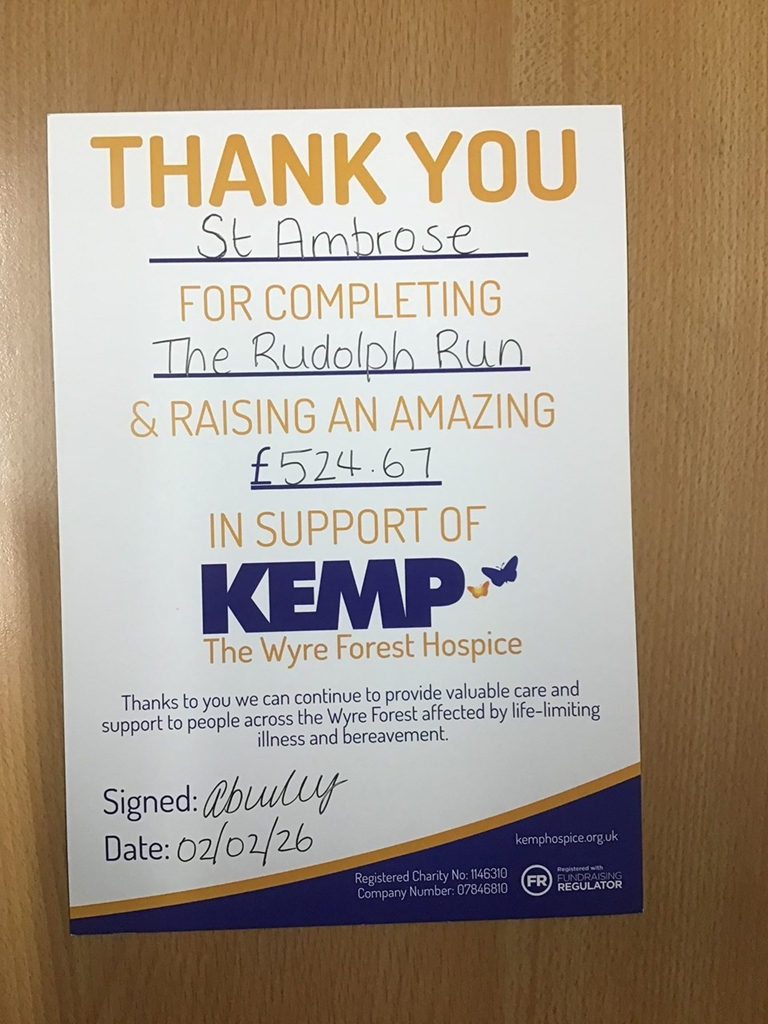 THANK YOU
St Ambrose
FOR COMPLETING
The Rudolph Run
& RAISING AN AMAZING
£524.67
IN SUPPORT OF
KEMP
The Wyre Forest Hospice
Thanks to you we can continue to provide valuable care and
support to people across the Wyre Forest affected by life-limiting
illness and bereavement.
Signed:
Date: 02/02/26
kemphospice.org.uk
Registered Charity No: 1146310
Company Number: 07846810
FR
Registered with
FUNDRAISING
REGULATOR